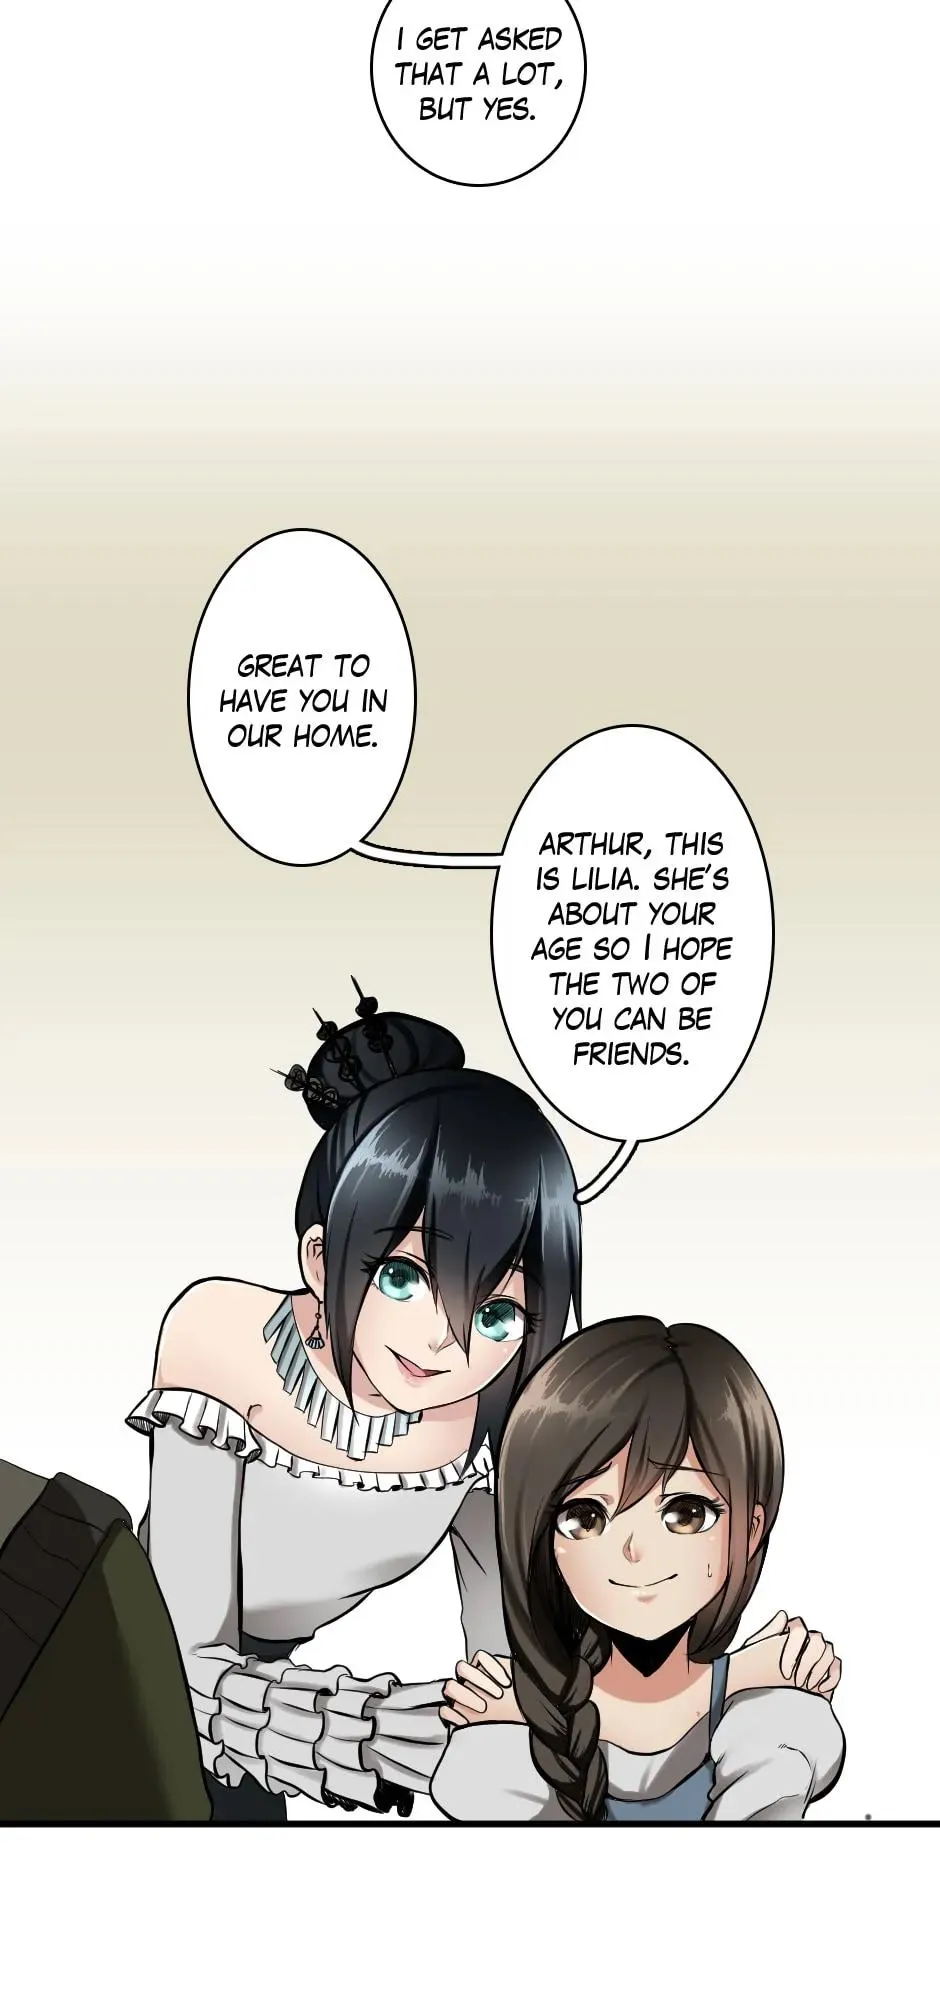 I GET ASKED
THAT A LOT,
BUT YES.
GREAT TO
HAVE YOU IN
OUR HOME.
ARTHUR, THIS
IS LILIA. SHE'S
ABOUT YOUR
AGE SO I HOPE
THE TWO OF
YOU CAN BE
FRIENDS.